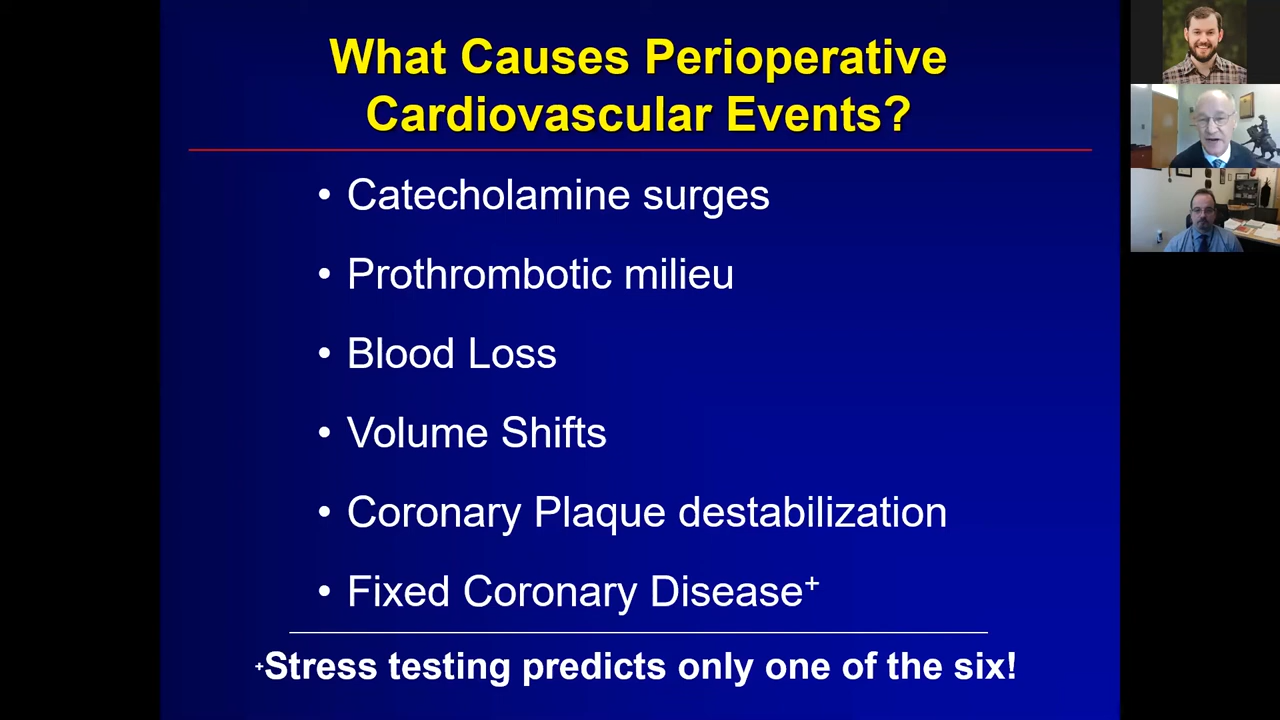 What Causes Perioperative
Cardiovascular Events?
• Catecholamine surges
• Prothrombotic milieu
• Blood Loss
• Volume Shifts
• Coronary Plaque destabilization
• Fixed Coronary Disease+
+Stress testing predicts only one of the six!